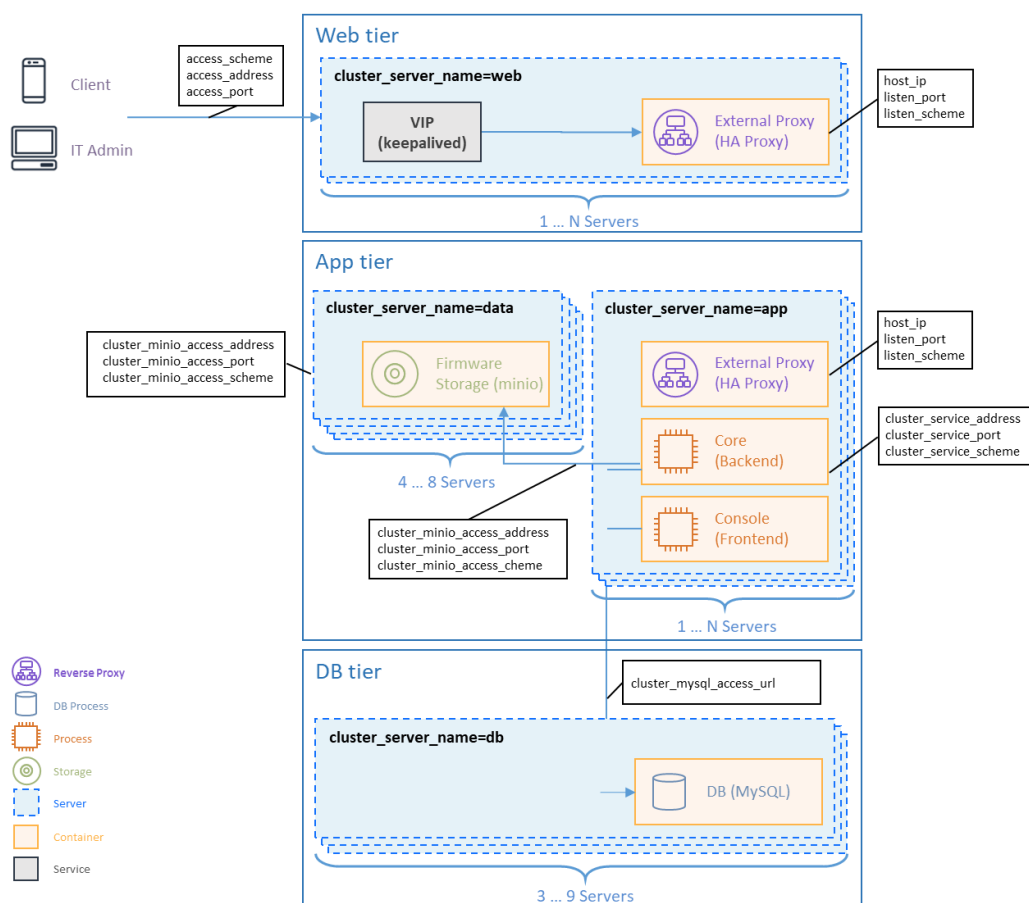 Web tier
cluster_server_name=web
access_scheme
access_address
access_port
Client
IT Admin
VIP
(keepalived)
External Proxy
(HA Proxy)
host_ip
listen_port
listen_scheme
1 ... N Servers
App tier
cluster_server_name=data
cluster_minio_access_address
cluster_minio_access_port
cluster_minio_access_scheme
Firmware
Storage (minio)
4 ... 8 Servers
cluster_server_name=app
External Proxy
(HA Proxy)
host_ip
listen_port
listen_scheme
Core
(Backend)
cluster_service_address
cluster_service_port
cluster_service_scheme
Console
(Frontend)
cluster_minio_access_address
cluster_minio_access_port
cluster_minio_access_cheme
1 ... N Servers
DB tier
cluster_mysql_access_url
cluster_server_name=db
DB (MySQL)
3 ... 9 Servers
Reverse Proxy
DB Process
Process
Storage
Server
Container
Service